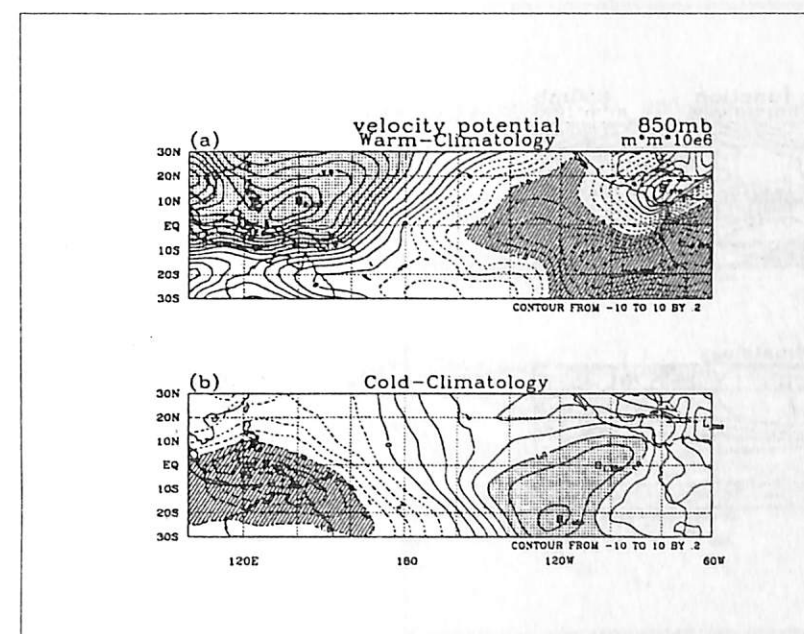 (a) velocity potential 850mb
Warm-Climatology m*m*10e6
30N
20N
10N
EQ
10S
20S
30S
CONTOUR FROM -10 TO 10 BY .2
(b) Cold-Climatology
30N
20N
10N
EQ
10S
20S
30S
CONTOUR FROM -10 TO 10 BY .2
120E 180 120W 60W